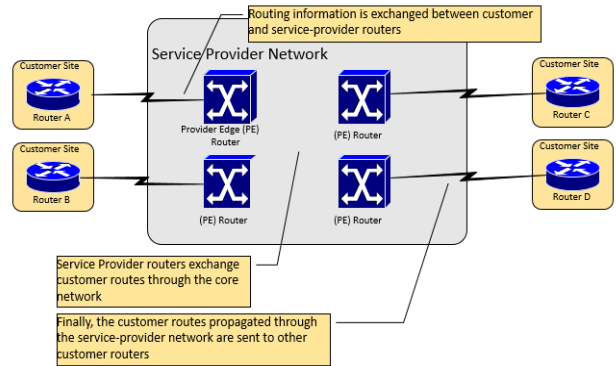 Routing information is exchanged between customer
and service-provider routers
Service Provider Network
Customer Site
Router A
Provider Edge (PE)
Router
(PE) Router
Customer Site
Router C
Customer Site
Router B
(PE) Router
(PE) Router
Customer Site
Router D
Service Provider routers exchange
customer routes through the core
network
Finally, the customer routes propagated through
the service-provider network are sent to other
customer routers